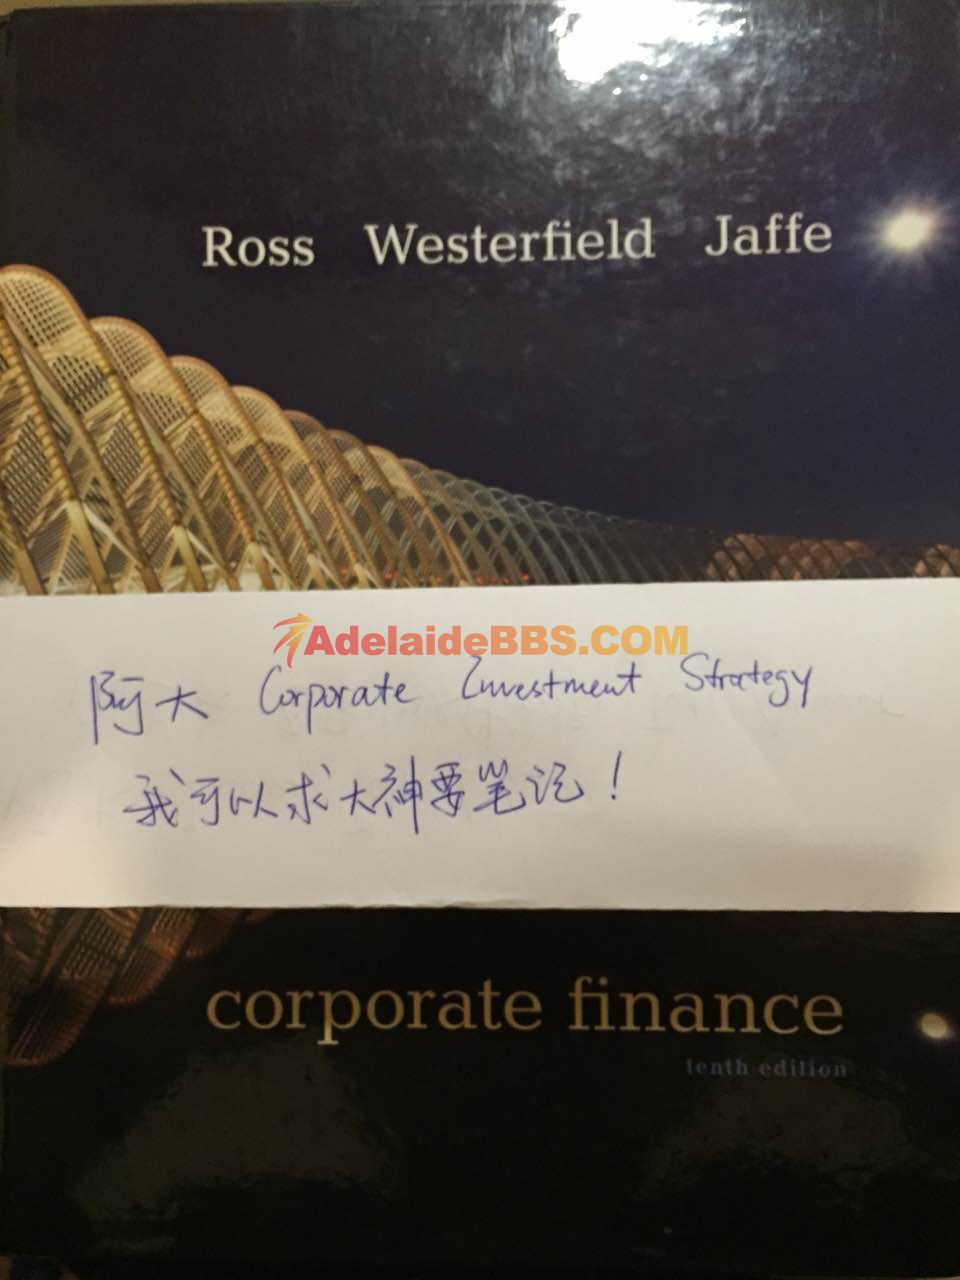 Ross Westerfield Jaffe
AdelaideBBS.COM
阿大 Corporate Investment Strategy
我可以求大神要笔记！
corporate finance
tenth edition